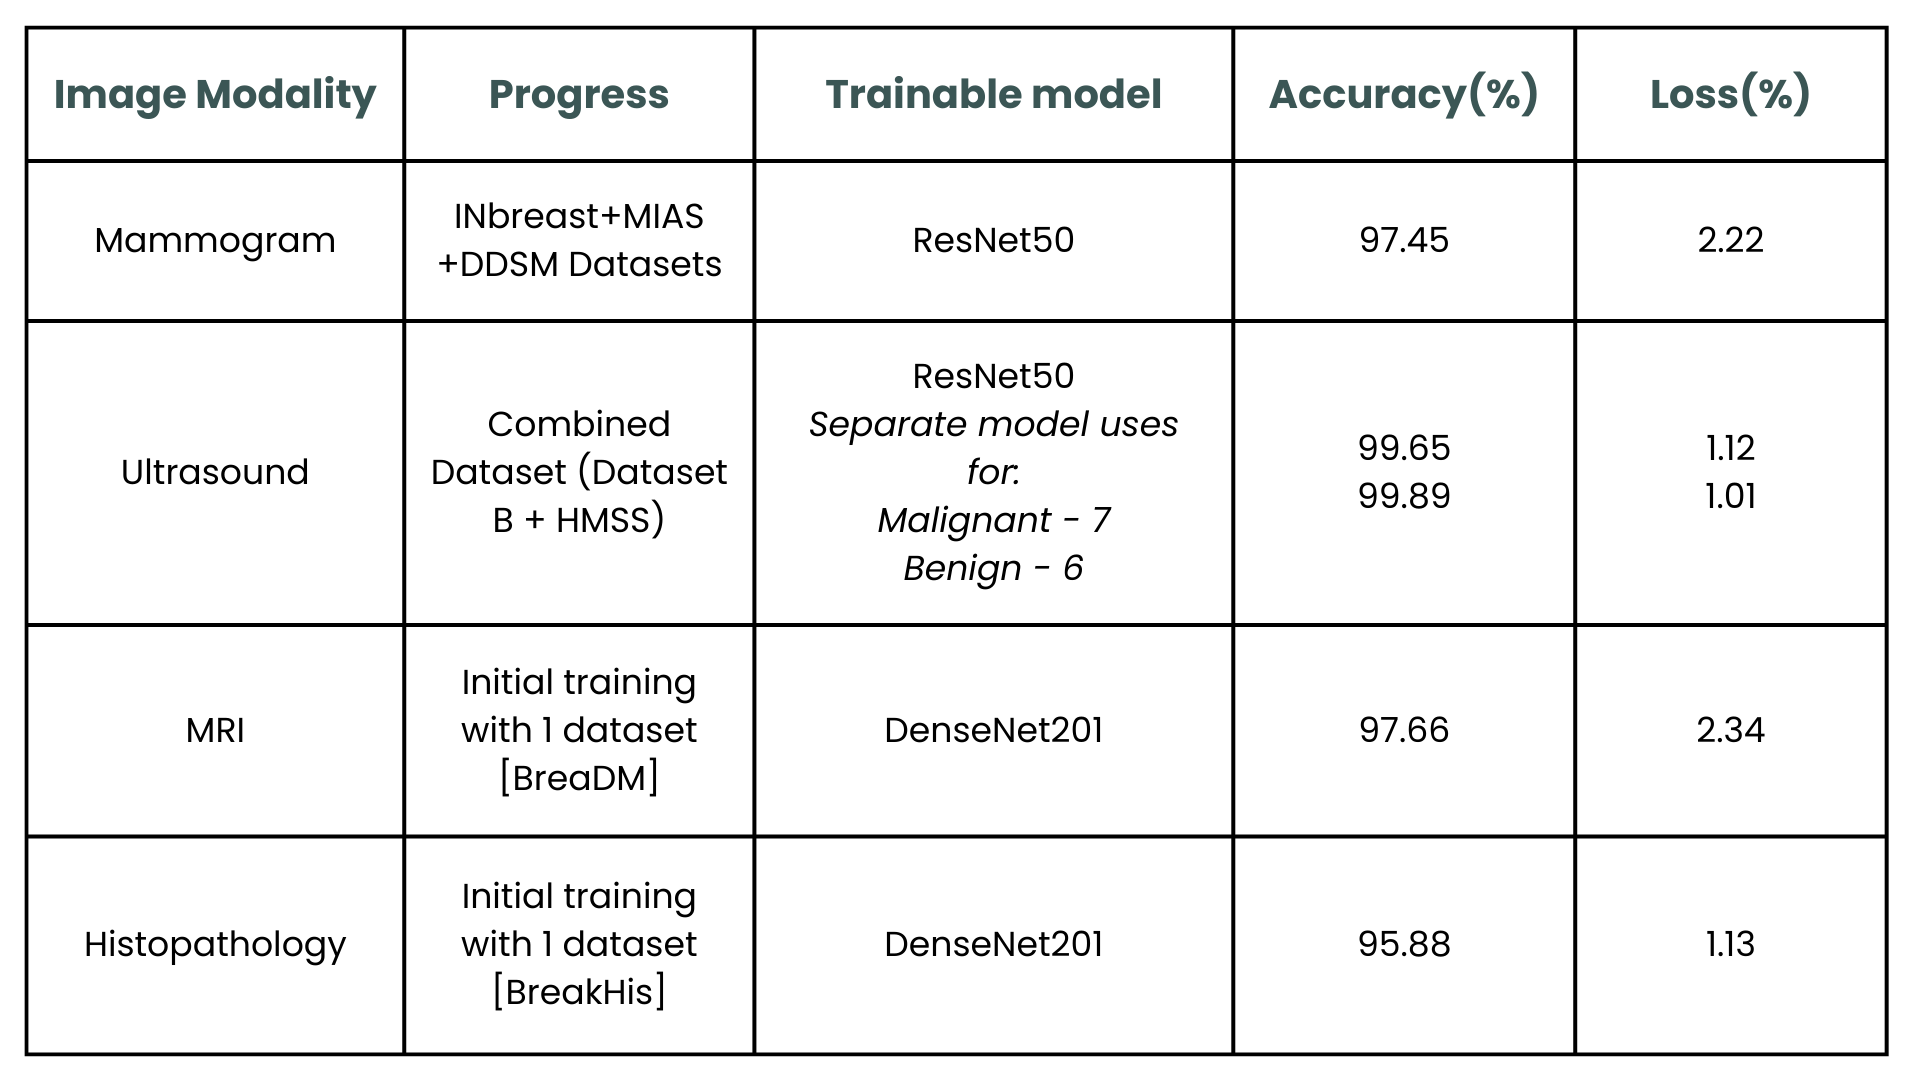 Image Modality
Progress
Trainable model
Accuracy(%)
Loss(%)
Mammogram
INbreast+MIAS
+DDSM Datasets
ResNet50
97.45
2.22
Ultrasound
Combined
Dataset (Dataset
B + HMSS)
ResNet50
Separate model uses
for:
Malignant - 7
Benign - 6
99.65
99.89
1.12
1.01
MRI
Initial training
with 1 dataset
[BreaDM]
DenseNet201
97.66
2.34
Histopathology
Initial training
with 1 dataset
[BreakHis]
DenseNet201
95.88
1.13